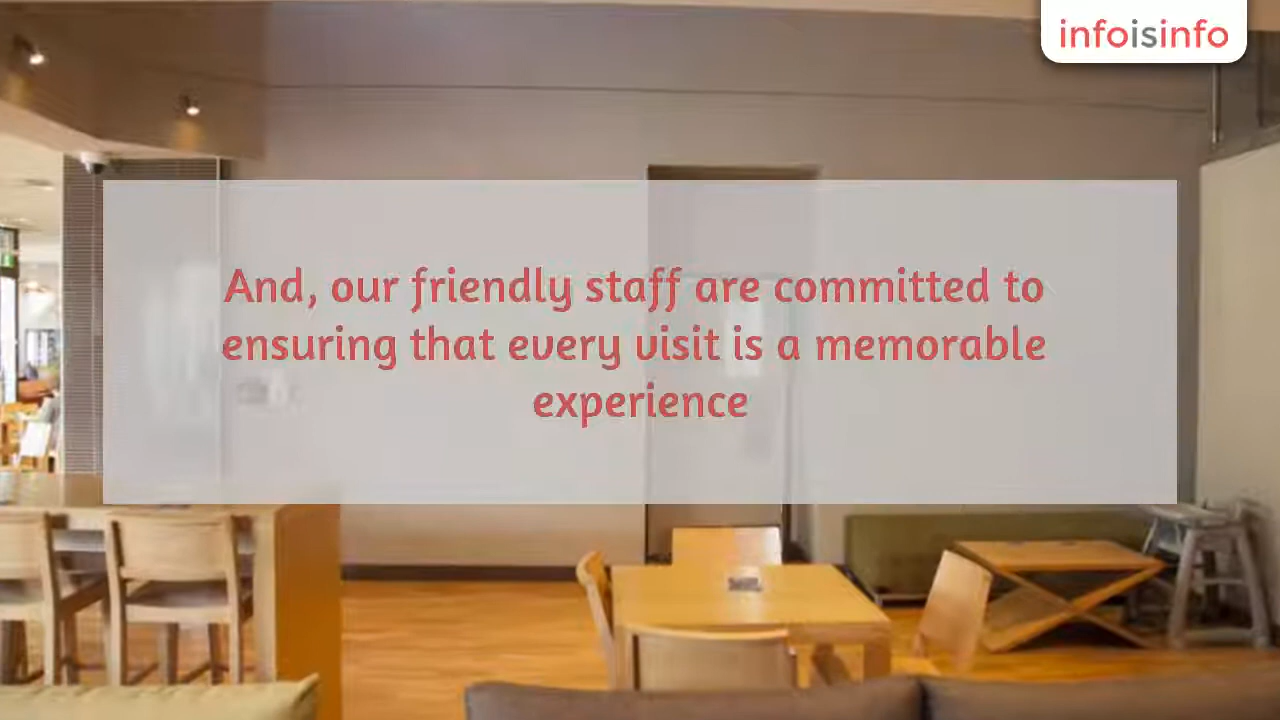 infoisinfo
And, our friendly staff are committed to
ensuring that every visit is a memorable
experience